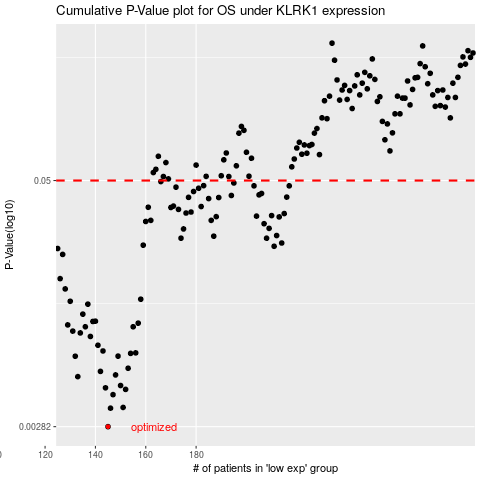 Cumulative P-Value plot for OS under KLRK1 expression
P-Value(log10)
0.05
0.00282
optimized
0 120 140 160 180
# of patients in 'low exp' group